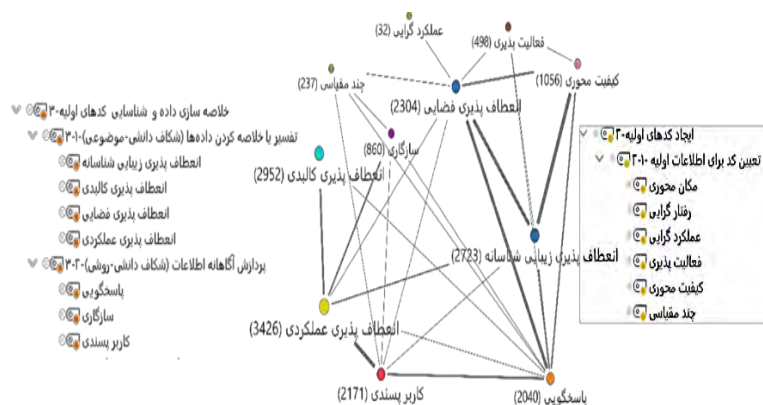 عملکرد گرایی (32)
فعالیت پذیری (498)
کیفیت محوری (1056)
چند مقیاسی (237)
انعطاف پذیری فضایی (2304)
سازگاری (860)
انعطاف پذیری کالبدی (2952)
انعطاف پذیری زیبایی شناسانه (2723)
انعطاف پذیری عملکردی (3426)
کاربر پسندی (2171)
پاسخگویی (2040)
ایجاد کدهای اولیه-۲
تعیین کد برای اطلاعات اولیه -۱-۲
مکان محوری
رفتار گرایی
عملکرد گرایی
فعالیت پذیری
کیفیت محوری
چند مقیاسی
خلاصه سازی داده و شناسایی کدهای اولیه-۳
تفسیر یا خلاصه کردن داده‌ها (شکاف دانشی-موضوعی)-۱-۳
انعطاف پذیری زیبایی شناسانه
انعطاف پذیری کالبدی
انعطاف پذیری فضایی
انعطاف پذیری عملکردی
پردازش آگاهانه اطلاعات (شکاف دانشی-روشی)-۲-۳
پاسخگویی
سازگاری
کاربر پسندی